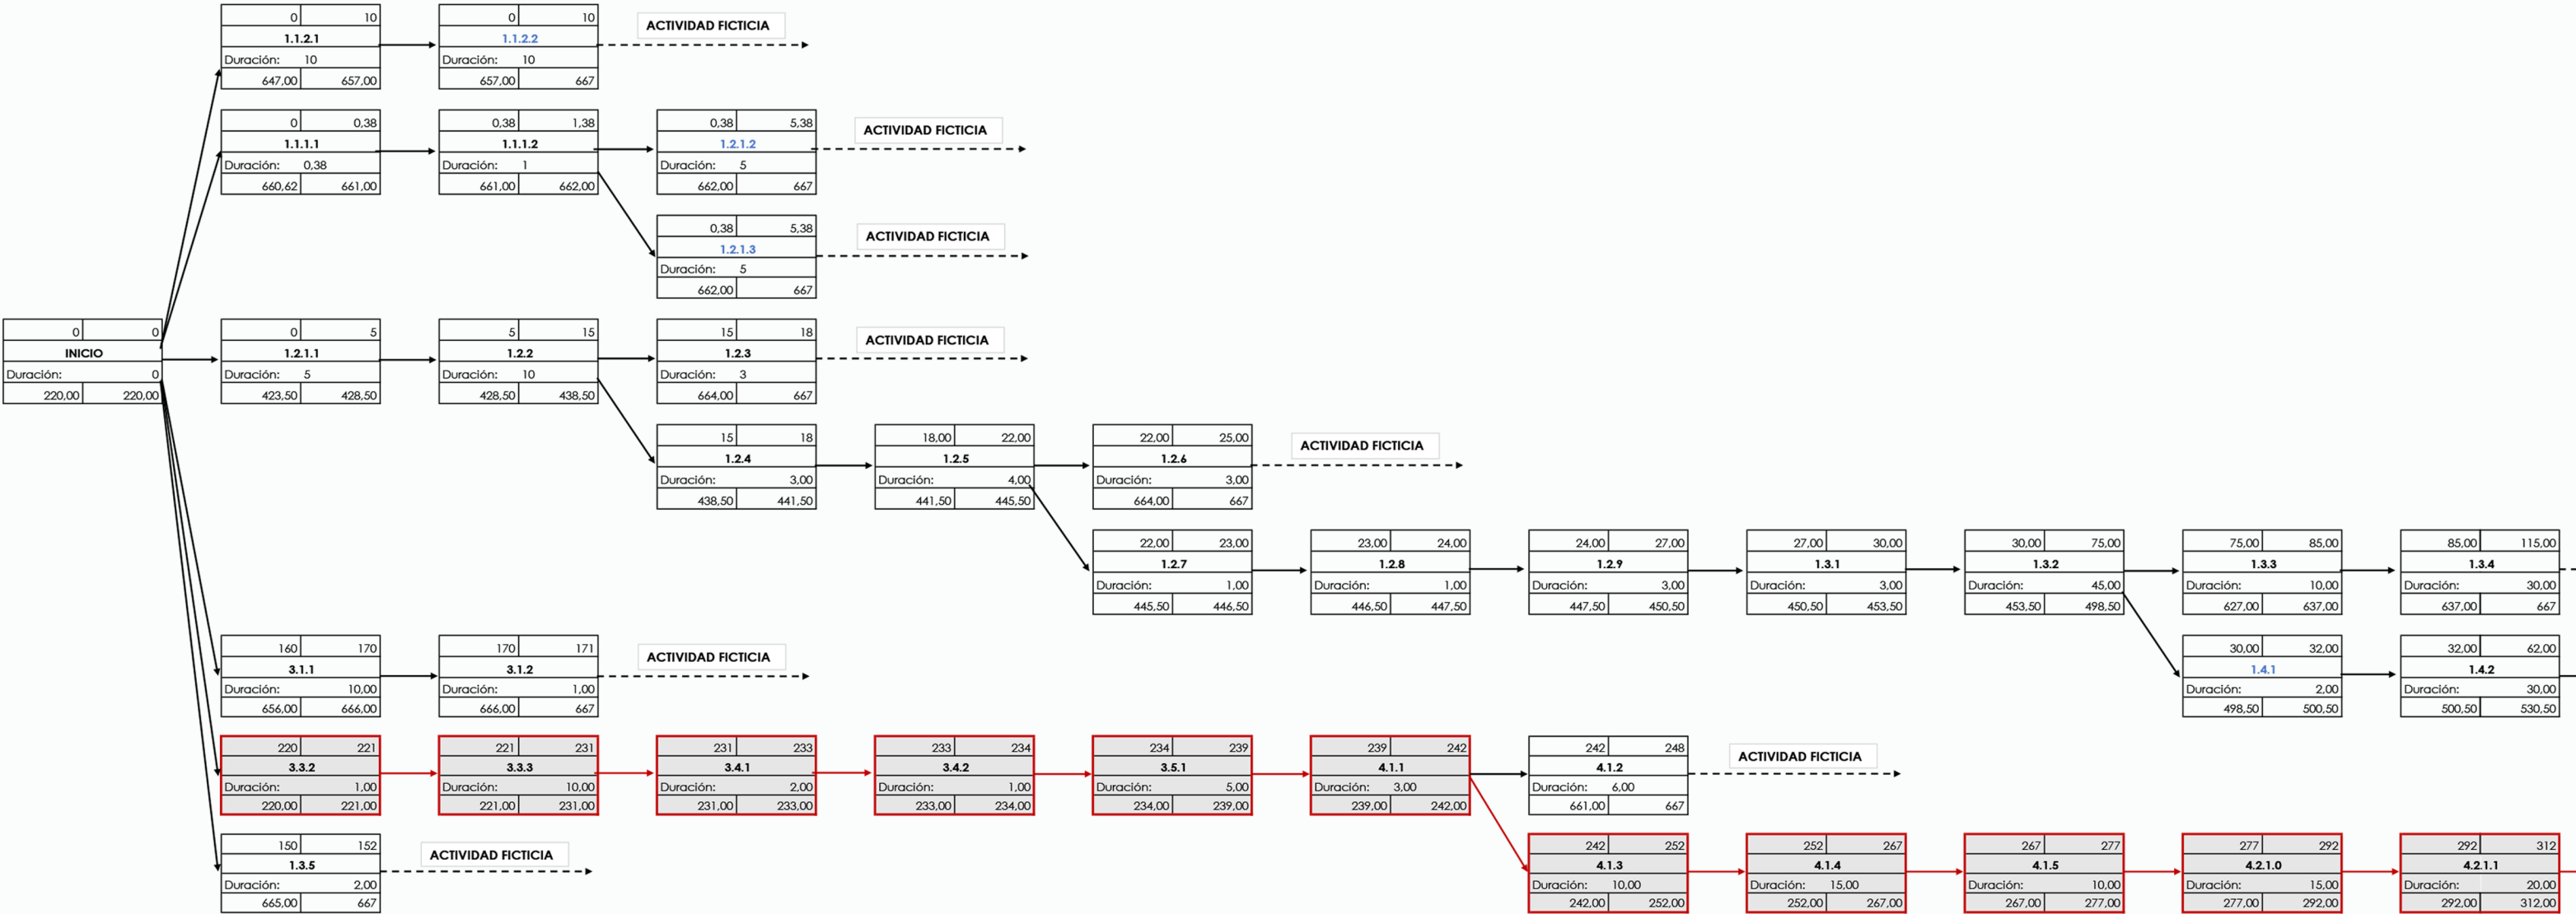 0 10
1.1.2.1
Duración: 10
647,00 657,00
0 10
1.1.2.2
Duración: 10
657,00 667
ACTIVIDAD FICTICIA
0 0,38
1.1.1.1
Duración: 0,38
660,62 661,00
0,38 1,38
1.1.1.2
Duración: 1
661,00 662,00
0,38 5,38
1.2.1.2
Duración: 5
662,00 667
ACTIVIDAD FICTICIA
0,38 5,38
1.2.1.3
Duración: 5
662,00 667
ACTIVIDAD FICTICIA
0 0
INICIO
Duración: 0
220,00 220,00
0 5
1.2.1.1
Duración: 5
423,50 428,50
5 15
1.2.2
Duración: 10
428,50 438,50
15 18
1.2.3
Duración: 3
664,00 667
ACTIVIDAD FICTICIA
15 18
1.2.4
Duración: 3,00
438,50 441,50
18,00 22,00
1.2.5
Duración: 4,00
441,50 445,50
22,00 25,00
1.2.6
Duración: 3,00
664,00 667
ACTIVIDAD FICTICIA
22,00 23,00
1.2.7
Duración: 1,00
445,50 446,50
23,00 24,00
1.2.8
Duración: 1,00
446,50 447,50
24,00 27,00
1.2.9
Duración: 3,00
447,50 450,50
27,00 30,00
1.3.1
Duración: 3,00
450,50 453,50
30,00 75,00
1.3.2
Duración: 45,00
453,50 498,50
75,00 85,00
1.3.3
Duración: 10,00
627,00 637,00
85,00 115,00
1.3.4
Duración: 30,00
637,00 667
160 170
3.1.1
Duración: 10,00
656,00 666,00
170 171
3.1.2
Duración: 1,00
666,00 667
ACTIVIDAD FICTICIA
30,00 32,00
1.4.1
Duración: 2,00
498,50 500,50
32,00 62,00
1.4.2
Duración: 30,00
500,50 530,50
220 221
3.3.2
Duración: 1,00
220,00 221,00
221 231
3.3.3
Duración: 10,00
221,00 231,00
231 233
3.4.1
Duración: 2,00
231,00 233,00
233 234
3.4.2
Duración: 1,00
233,00 234,00
234 239
3.5.1
Duración: 5,00
234,00 239,00
239 242
4.1.1
Duración: 3,00
239,00 242,00
242 248
4.1.2
Duración: 6,00
661,00 667
ACTIVIDAD FICTICIA
150 152
1.3.5
Duración: 2,00
665,00 667
ACTIVIDAD FICTICIA
242 252
4.1.3
Duración: 10,00
242,00 252,00
252 267
4.1.4
Duración: 15,00
252,00 267,00
267 277
4.1.5
Duración: 10,00
267,00 277,00
277 292
4.2.1.0
Duración: 15,00
277,00 292,00
292 312
4.2.1.1
Duración: 20,00
292,00 312,00